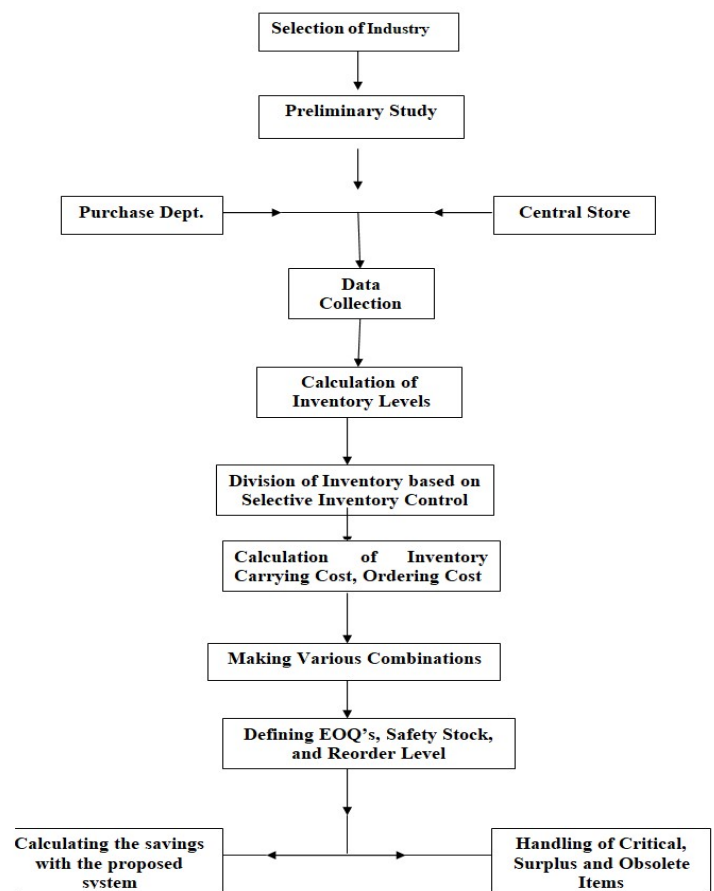 Selection of Industry
Preliminary Study
Purchase Dept.
Central Store
Data
Collection
Calculation of
Inventory Levels
Division of Inventory based on
Selective Inventory Control
Calculation of Inventory
Carrying Cost, Ordering Cost
Making Various Combinations
Defining EOQ's, Safety Stock,
and Reorder Level
Calculating the savings
with the proposed
system
Handling of Critical,
Surplus and Obsolete
Items